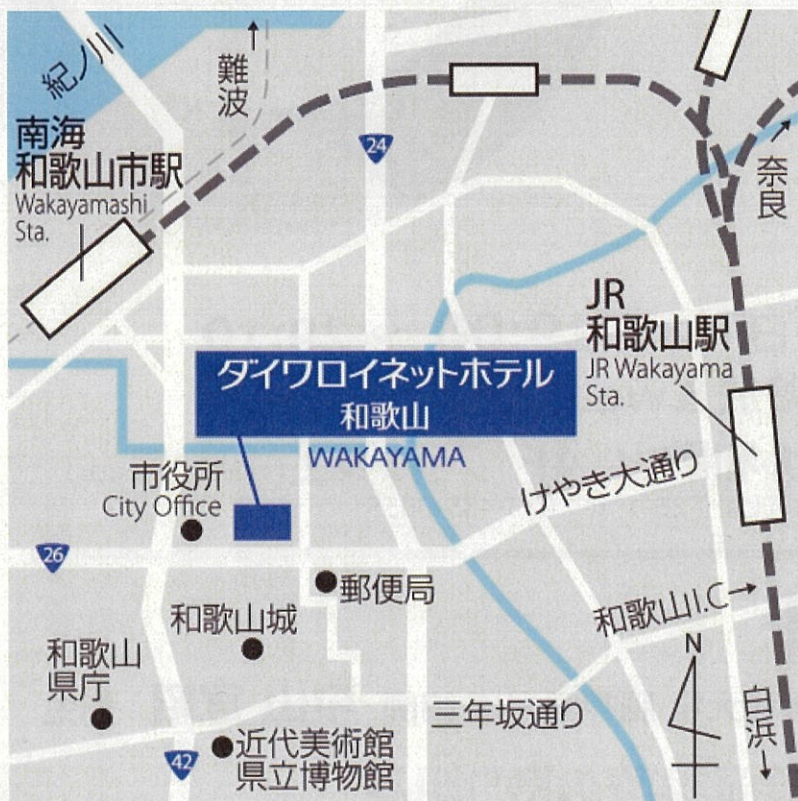 紀ノ川
難波
南海
和歌山市駅
Wakayamashi
Sta.
24
奈良
JR
和歌山駅
JR Wakayama
Sta.
ダイワロイネットホテル
和歌山
WAKAYAMA
市役所
City Office
けやき大通り
26
郵便局
和歌山I.C
和歌山城
N
和歌山
県庁
三年坂通り
白浜
42
近代美術館
県立博物館